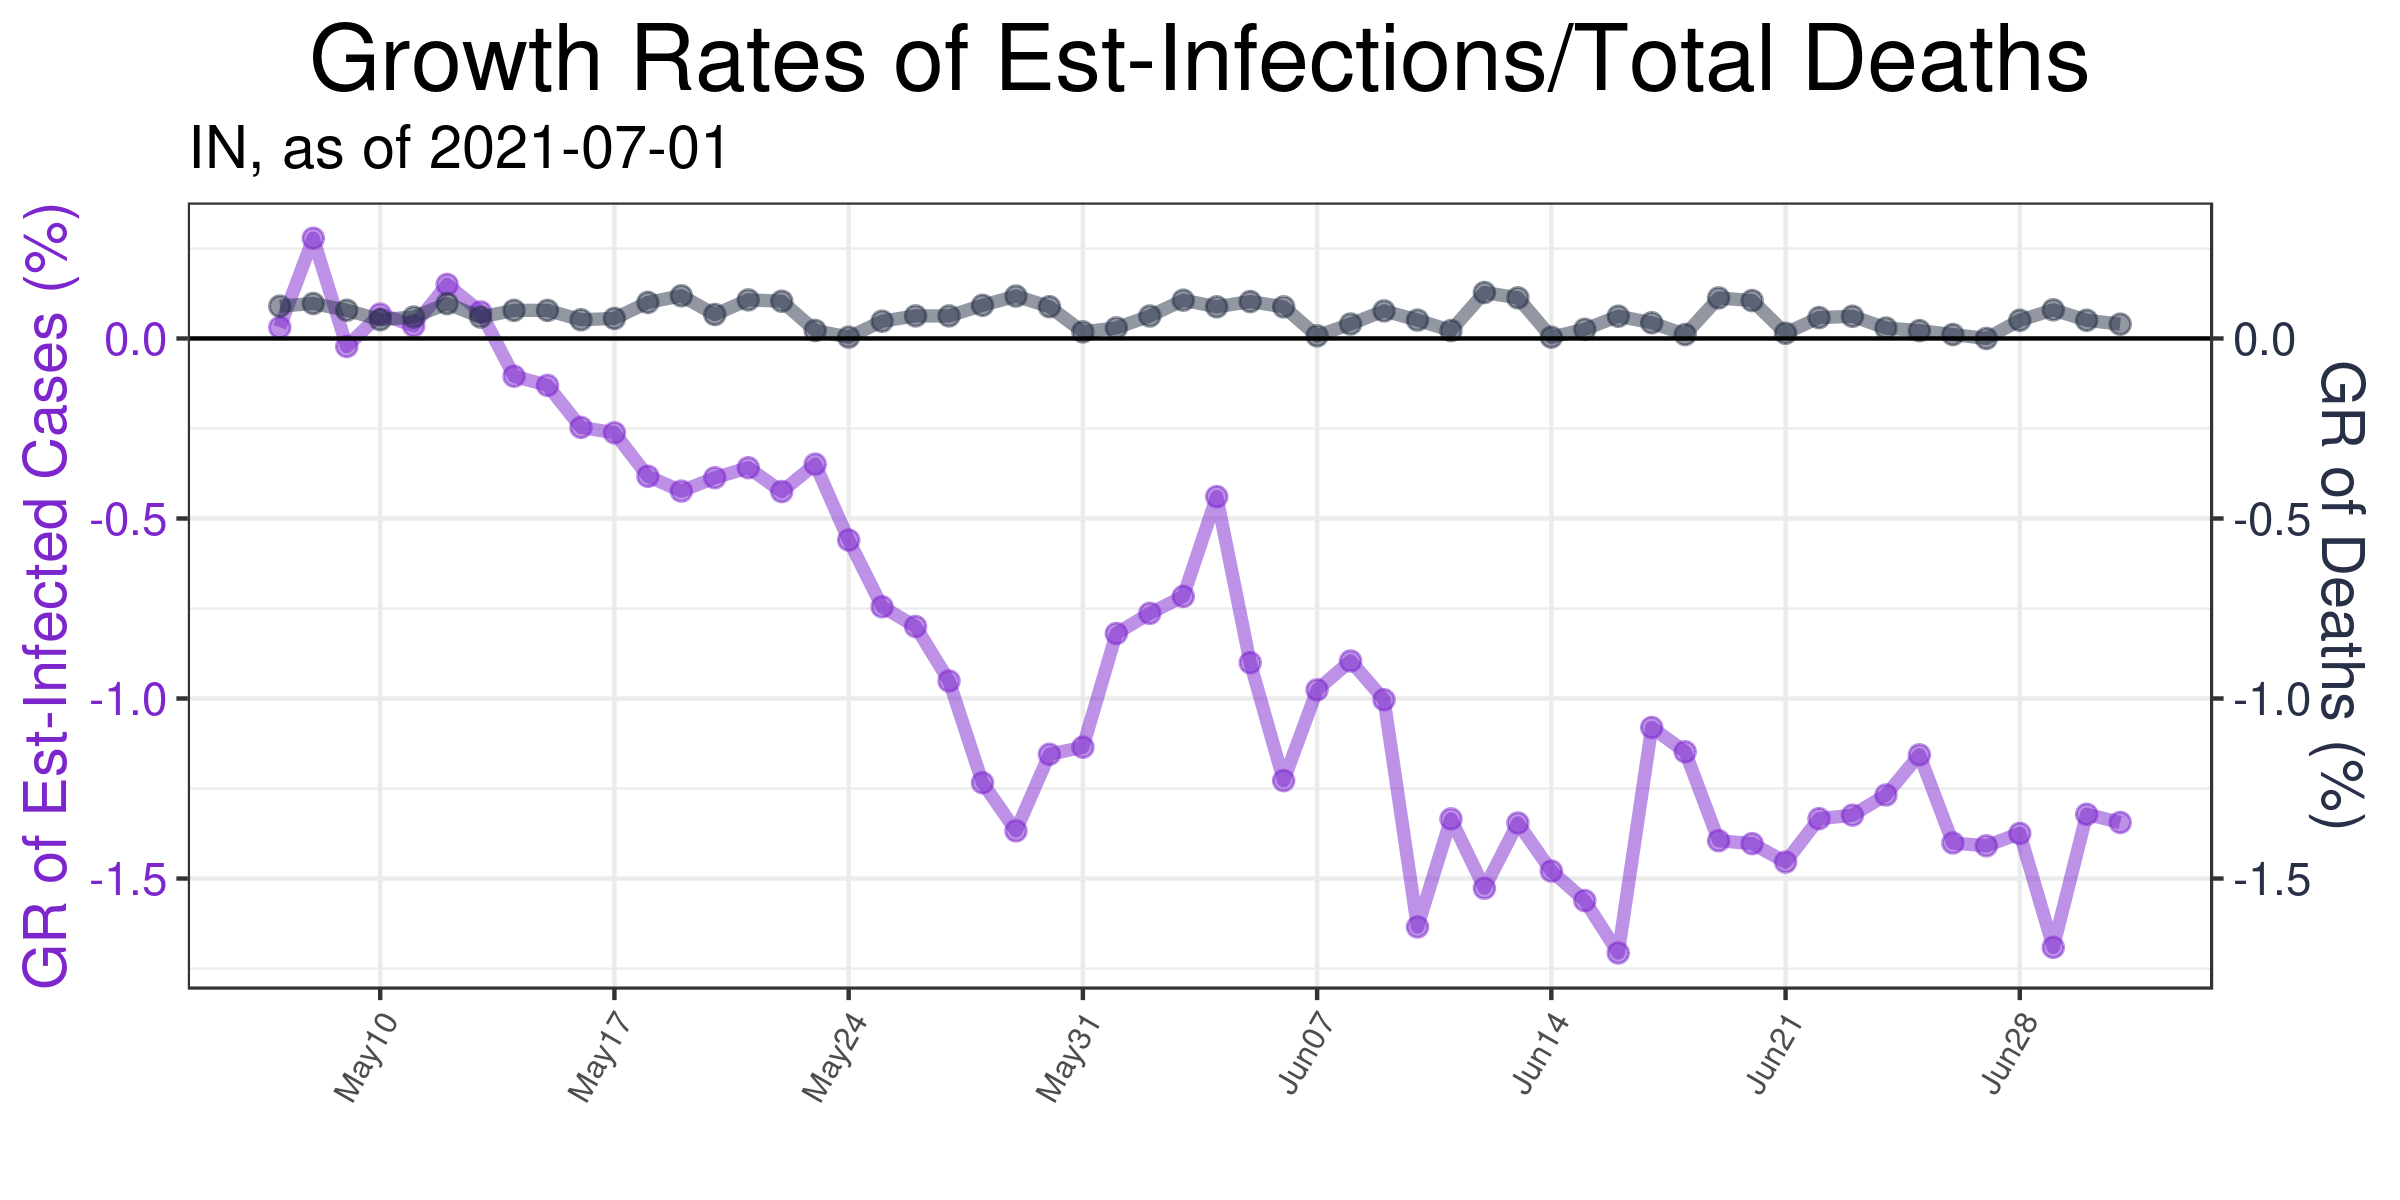 Growth Rates of Est-Infections/Total Deaths
IN, as of 2021-07-01
GR of Est-Infected Cases (%)
0.0
-0.5
-1.0
-1.5
0.0
-0.5
-1.0
-1.5
GR of Deaths (%)
May10
May17
May24
May31
Jun07
Jun14
Jun21
Jun28